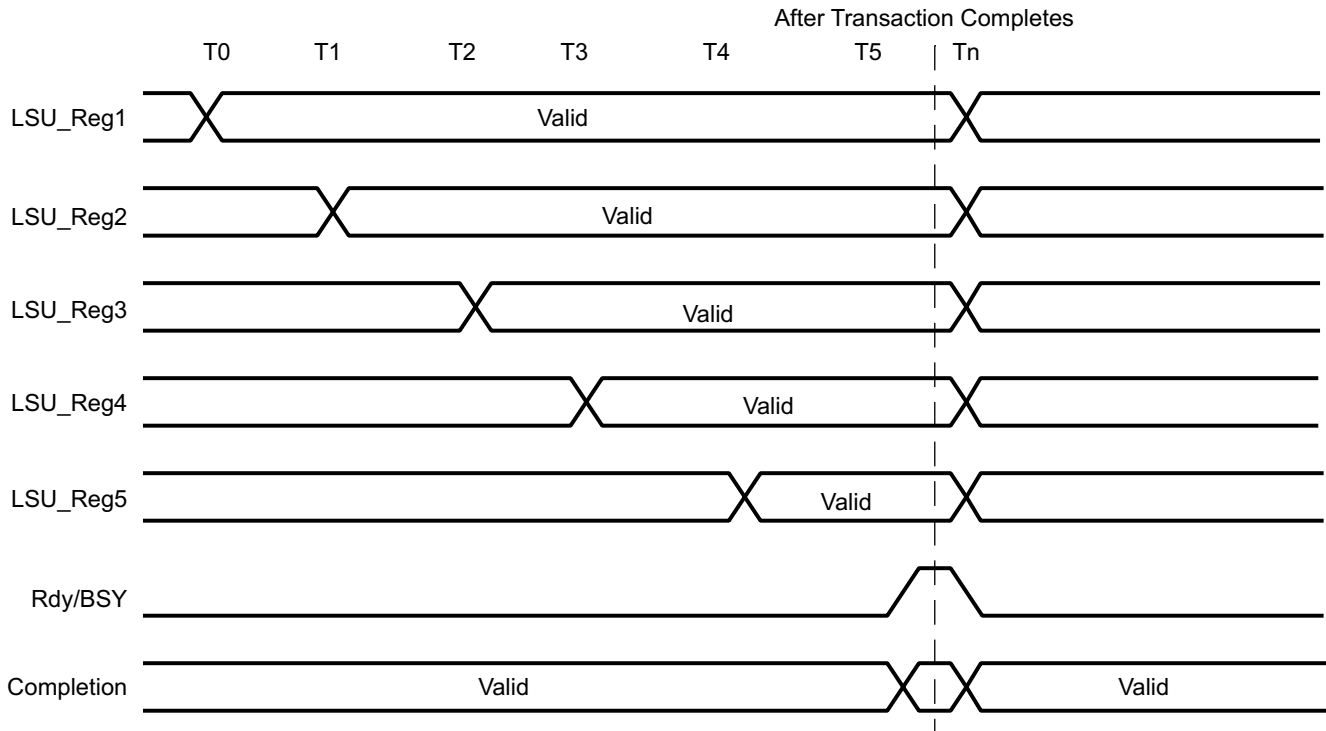 After Transaction Completes
T0 T1 T2 T3 T4 T5 Tn
LSU_Reg1 Valid
LSU_Reg2 Valid
LSU_Reg3 Valid
LSU_Reg4 Valid
LSU_Reg5 Valid
Rdy/BSY
Completion Valid Valid